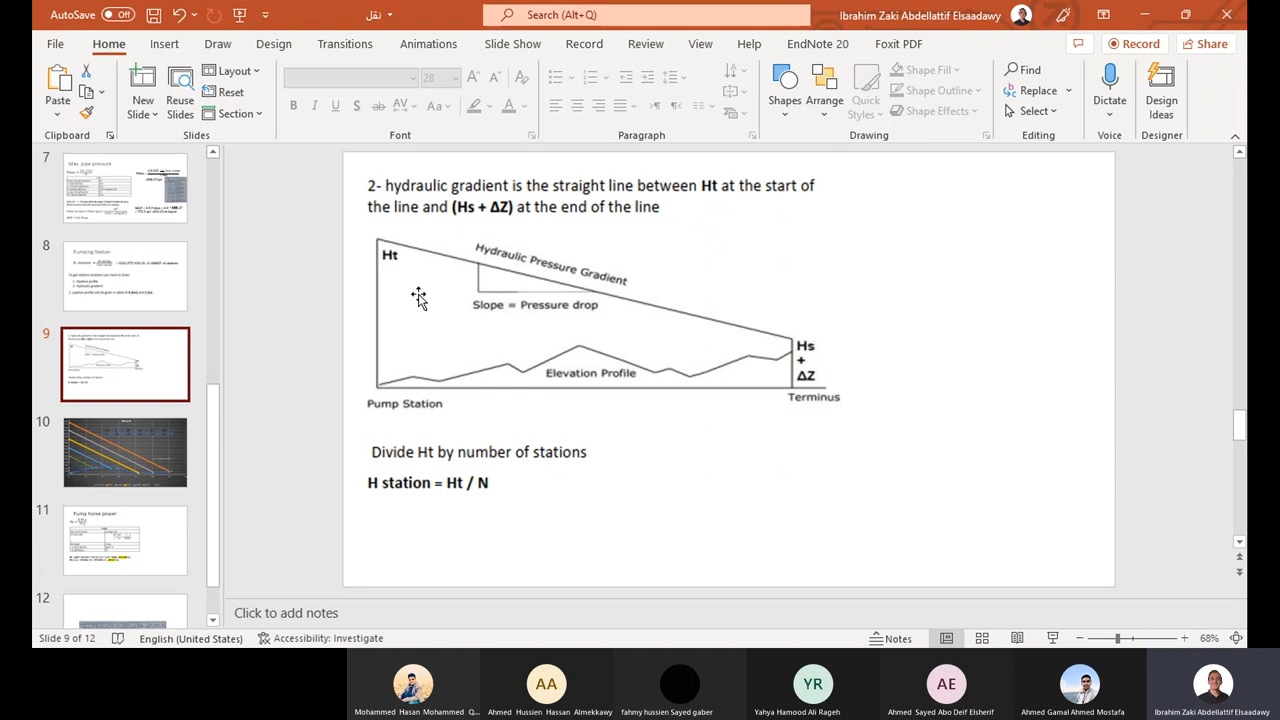 AutoSave Off
نقل
Search (Alt+Q)
Ibrahim Zaki Abdellattif Elsaadawy
File Home Insert Draw Design Transitions Animations Slide Show Record Review View Help EndNote 20 Foxit PDF
Record Share
Paste
New Slide
Reuse Slides
Layout
Reset
Section
28
B I U S ab AV Aa A
Shapes
Arrange
Quick Styles
Shape Fill
Shape Outline
Shape Effects
Find
Replace
Select
Dictate
Design Ideas
Clipboard Slides Font Paragraph Drawing Editing Voice Designer
7
Max. pipe pressure
8
Pumping Station
9
10
11
Pump horse power
12
2- hydraulic gradient is the straight line between Ht at the start of
the line and (Hs + ΔZ) at the end of the line
Ht
Hydraulic Pressure Gradient
Slope = Pressure drop
Hs
+
ΔZ
Elevation Profile
Pump Station
Terminus
Divide Ht by number of stations
H station = Ht / N
Click to add notes
Slide 9 of 12 English (United States) Accessibility: Investigate Notes 68%
AA YR AE
Mohammed Hasan Mohammed Q...
Ahmed Hussien Hassan Almekkawy
fahmy hussien Sayed gaber
Yahya Hamood Ali Rageh
Ahmed Sayed Abo Deif Elsherif
Ahmed Gamal Ahmed Mostafa
Ibrahim Zaki Abdellattif Elsaadawy